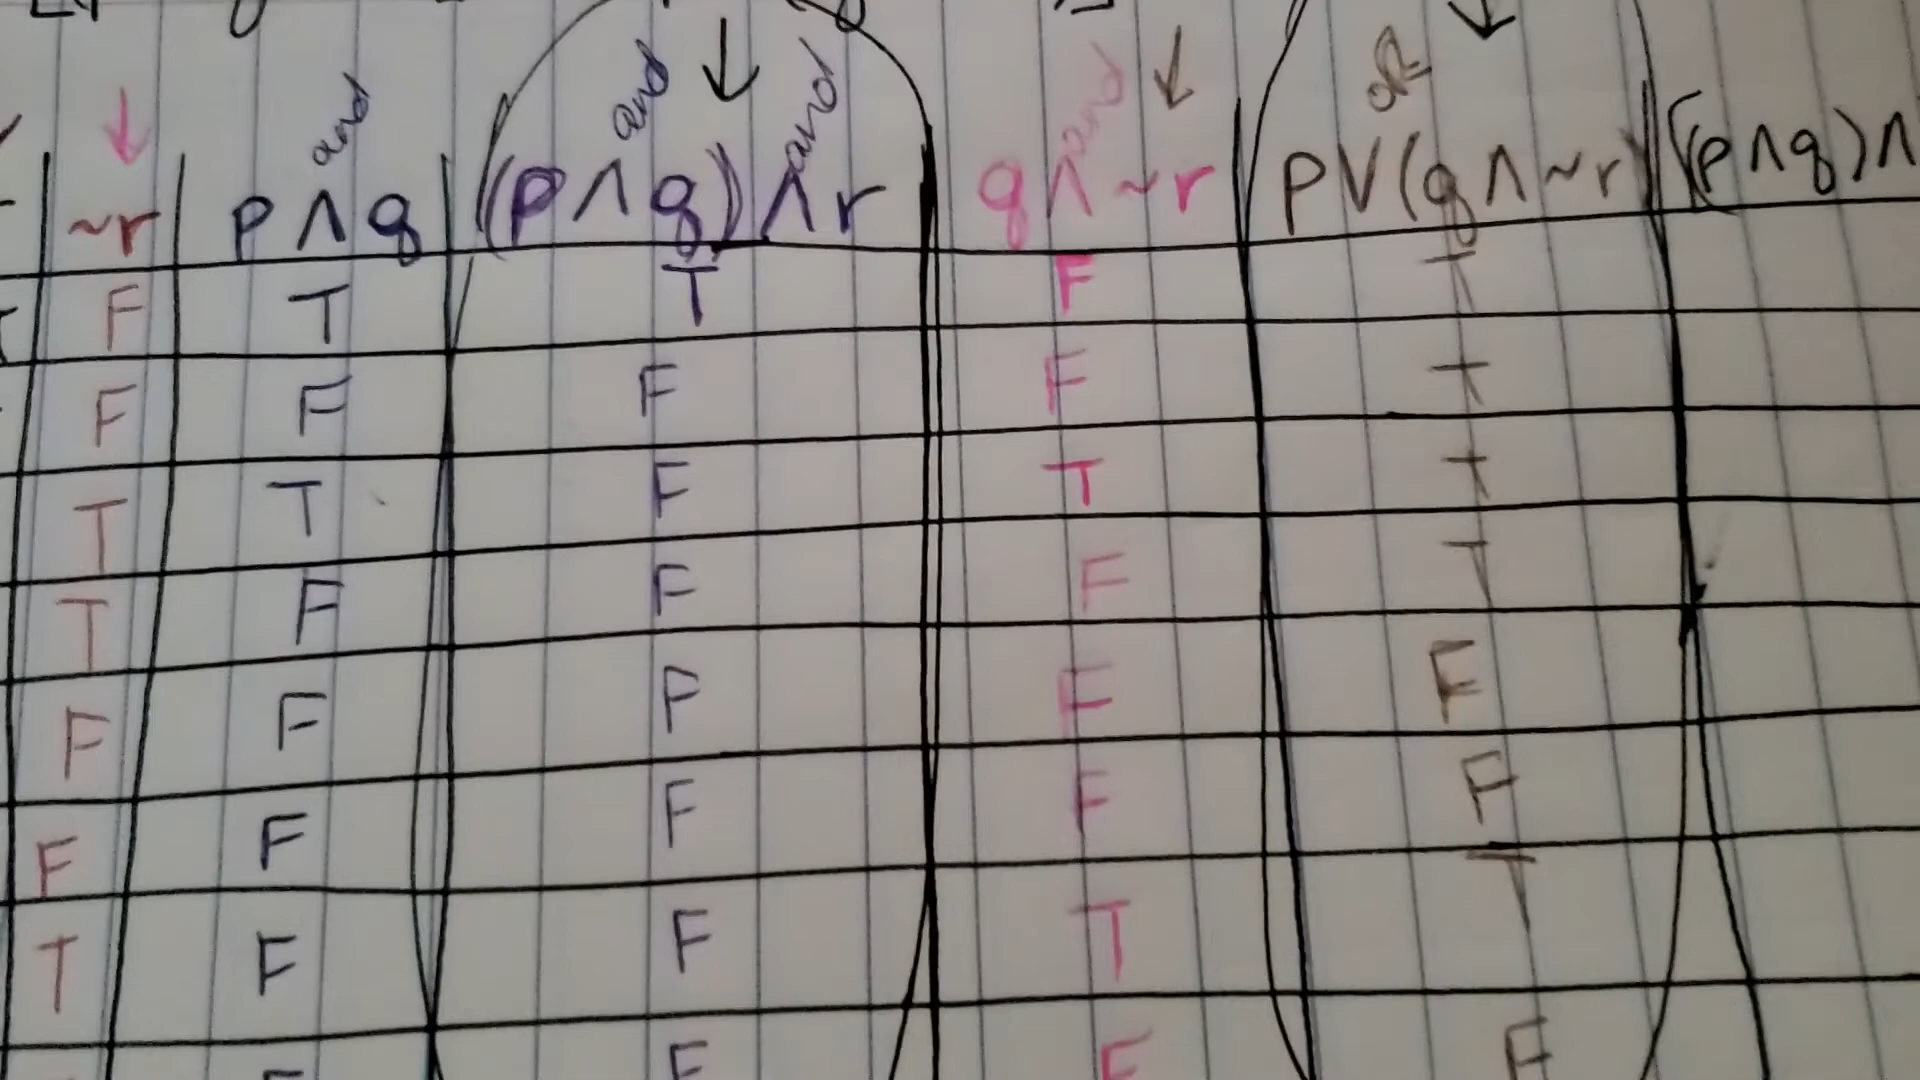 and and and and OR
~r p ∧ q (p ∧ q) ∧ r q ∧ ~r p V (q ∧ ~r) ((p ∧ q) ∧
F T T F T
F F F F T
T T F T T
T F F F T
F F P F F
F F F F F
T F F T T
F F F F